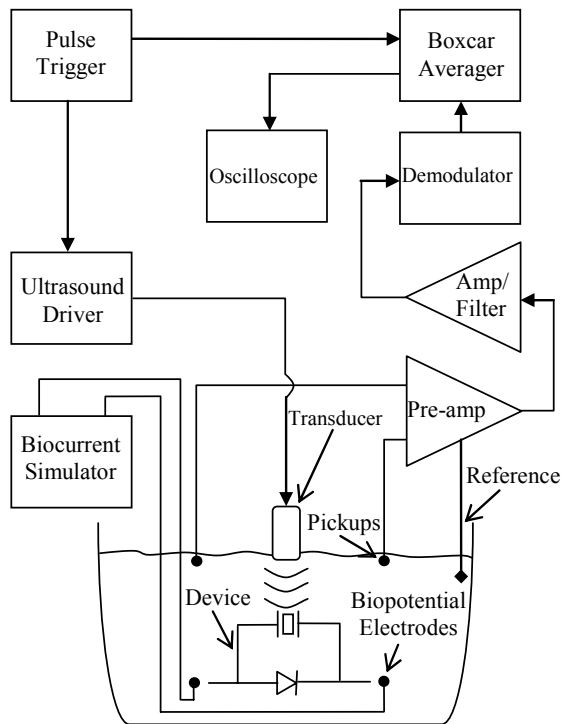 Pulse
Trigger
Boxcar
Averager
Oscilloscope
Demodulator
Ultrasound
Driver
Amp/
Filter
Pre-amp
Biocurrent
Simulator
Transducer
Reference
Pickups
Device
Biopotential
Electrodes